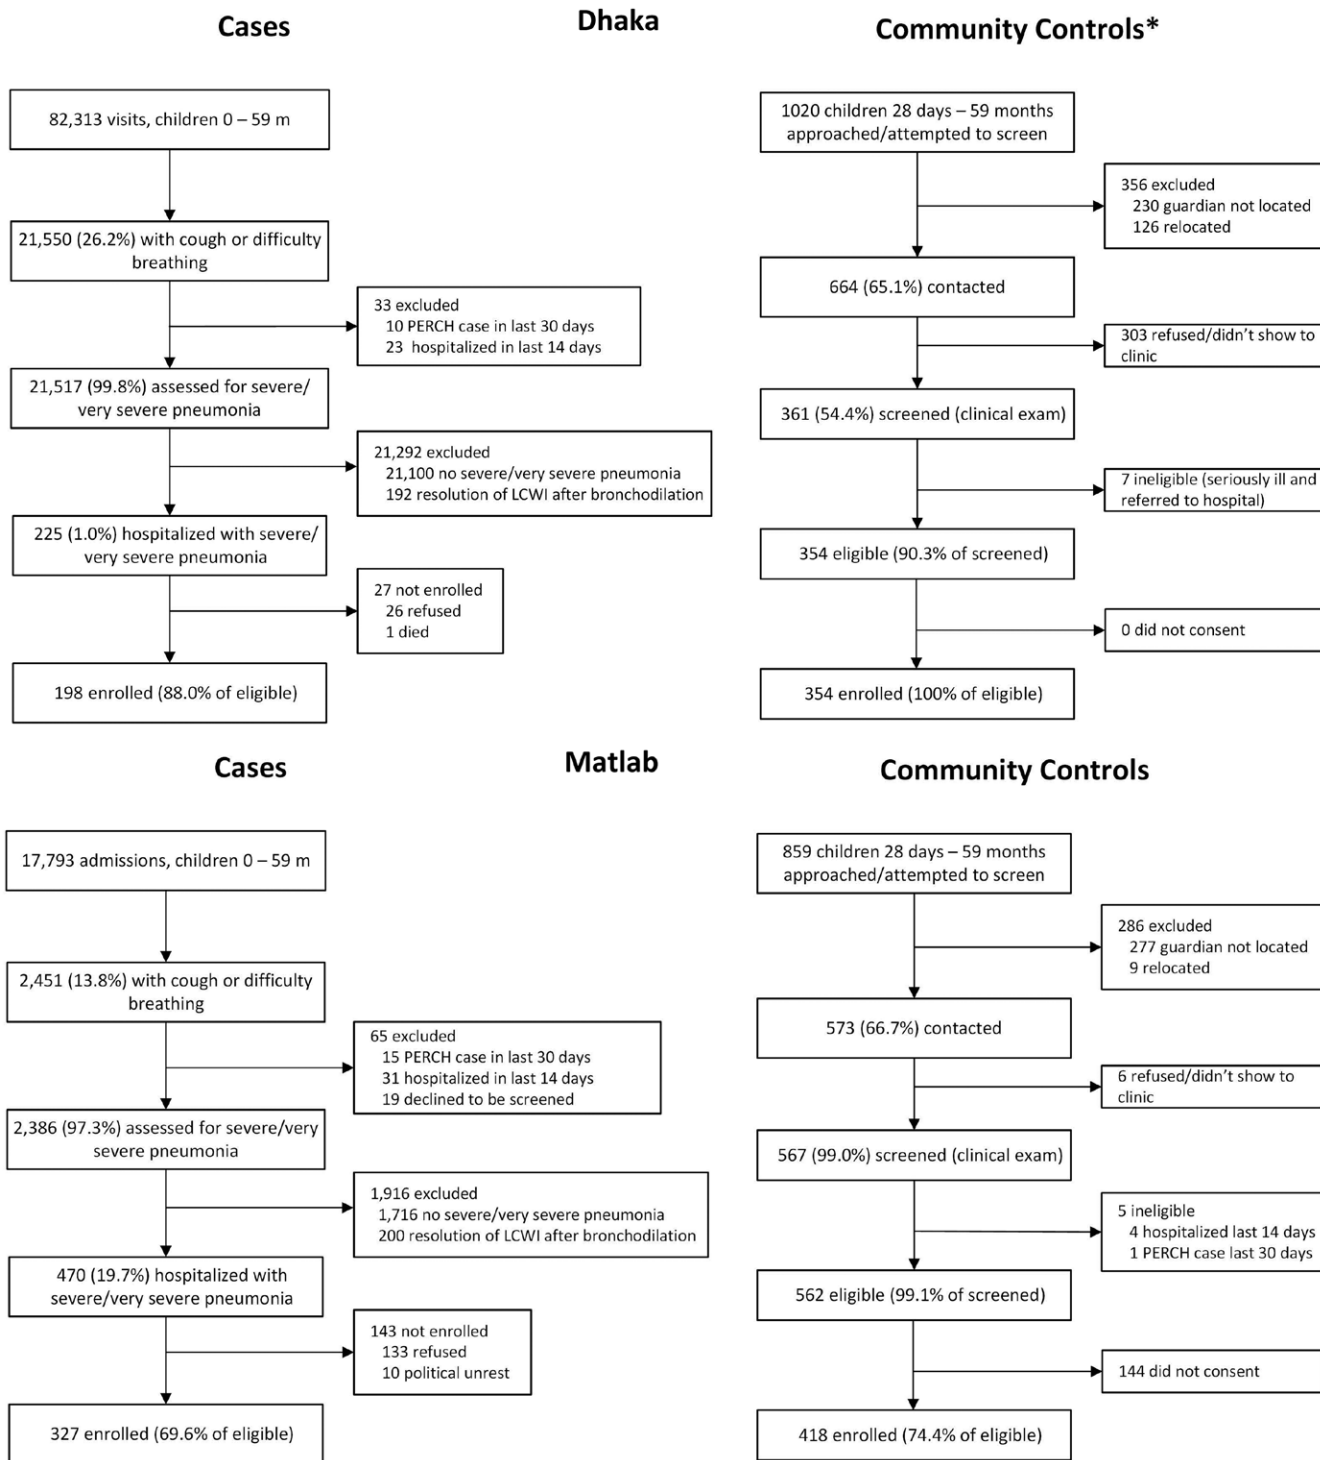 Dhaka
Cases
Community Controls*
82,313 visits, children 0 – 59 m
21,550 (26.2%) with cough or difficulty
breathing
33 excluded
10 PERCH case in last 30 days
23 hospitalized in last 14 days
21,517 (99.8%) assessed for severe/
very severe pneumonia
21,292 excluded
21,100 no severe/very severe pneumonia
192 resolution of LCWI after bronchodilation
225 (1.0%) hospitalized with severe/
very severe pneumonia
27 not enrolled
26 refused
1 died
198 enrolled (88.0% of eligible)
1020 children 28 days – 59 months
approached/attempted to screen
356 excluded
230 guardian not located
126 relocated
664 (65.1%) contacted
303 refused/didn’t show to
clinic
361 (54.4%) screened (clinical exam)
7 ineligible (seriously ill and
referred to hospital)
354 eligible (90.3% of screened)
0 did not consent
354 enrolled (100% of eligible)
Matlab
Cases
Community Controls
17,793 admissions, children 0 – 59 m
2,451 (13.8%) with cough or difficulty
breathing
65 excluded
15 PERCH case in last 30 days
31 hospitalized in last 14 days
19 declined to be screened
2,386 (97.3%) assessed for severe/very
severe pneumonia
1,916 excluded
1,716 no severe/very severe pneumonia
200 resolution of LCWI after bronchodilation
470 (19.7%) hospitalized with
severe/very severe pneumonia
143 not enrolled
133 refused
10 political unrest
327 enrolled (69.6% of eligible)
859 children 28 days – 59 months
approached/attempted to screen
286 excluded
277 guardian not located
9 relocated
573 (66.7%) contacted
6 refused/didn’t show to
clinic
567 (99.0%) screened (clinical exam)
5 ineligible
4 hospitalized last 14 days
1 PERCH case last 30 days
562 eligible (99.1% of screened)
144 did not consent
418 enrolled (74.4% of eligible)